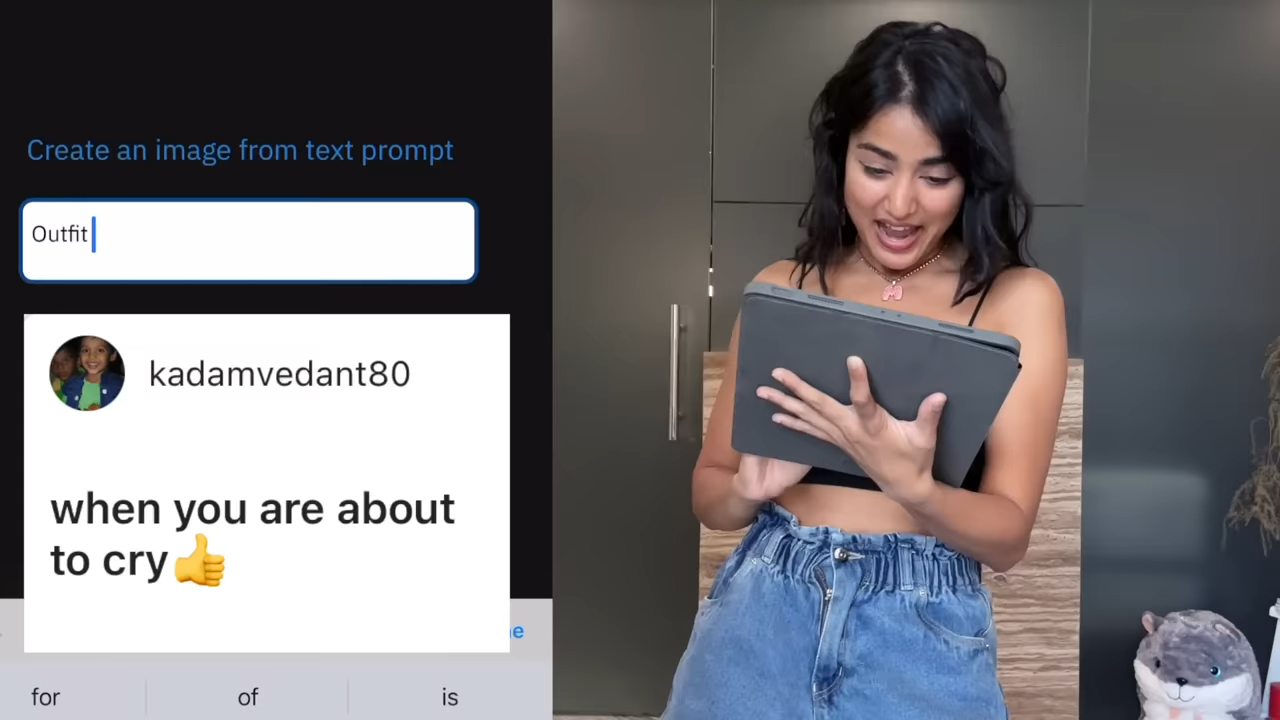 Create an image from text prompt
Outfit
kadamvedant80
when you are about
to cry👍
for of is